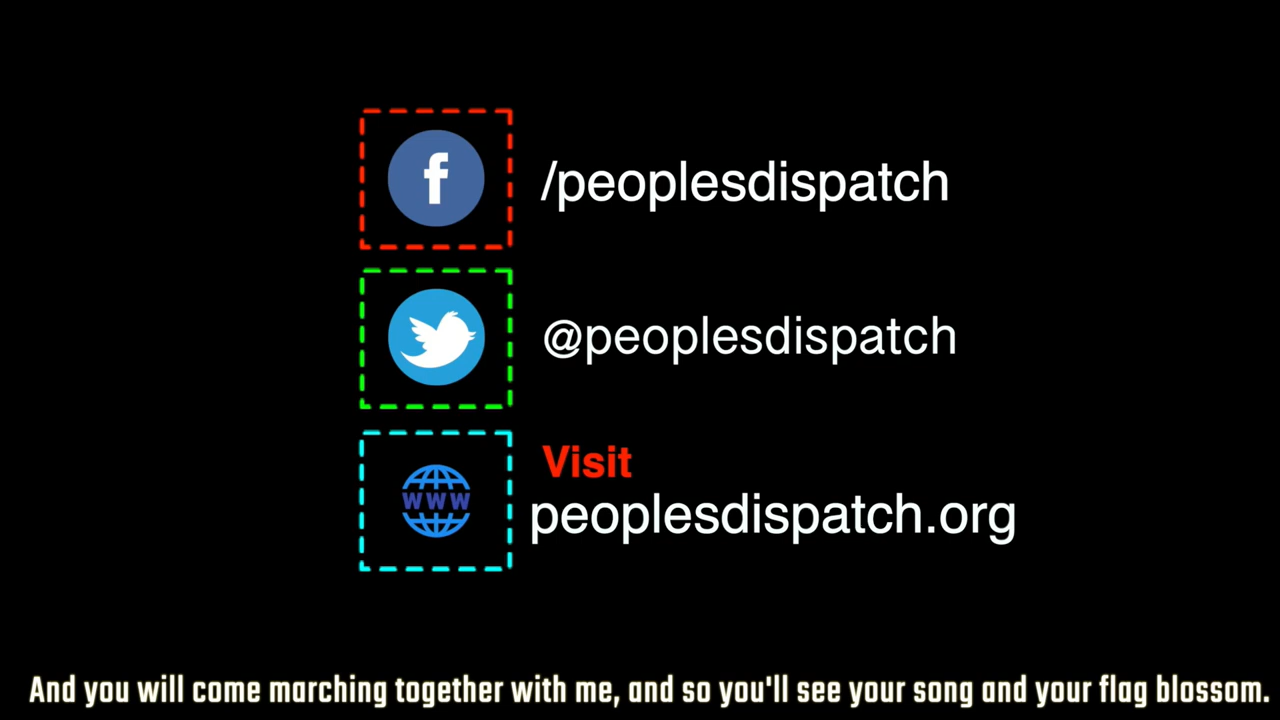 f
/peoplesdispatch
@peoplesdispatch
Visit
WWW
peoplesdispatch.org
And you will come marching together with me, and so you'll see your song and your flag blossom.